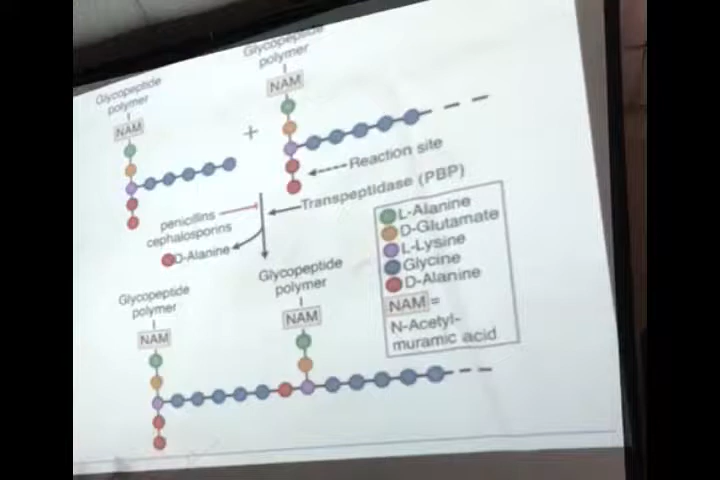 Glycopeptide
polymer
NAM
Glycopeptide
polymer
NAM
+
Reaction site
Transpeptidase (PBP)
penicillins
cephalosporins
D-Alanine
L-Alanine
D-Glutamate
L-Lysine
Glycine
D-Alanine
NAM =
N-Acetyl-
muramic acid
Glycopeptide
polymer
NAM
Glycopeptide
polymer
NAM